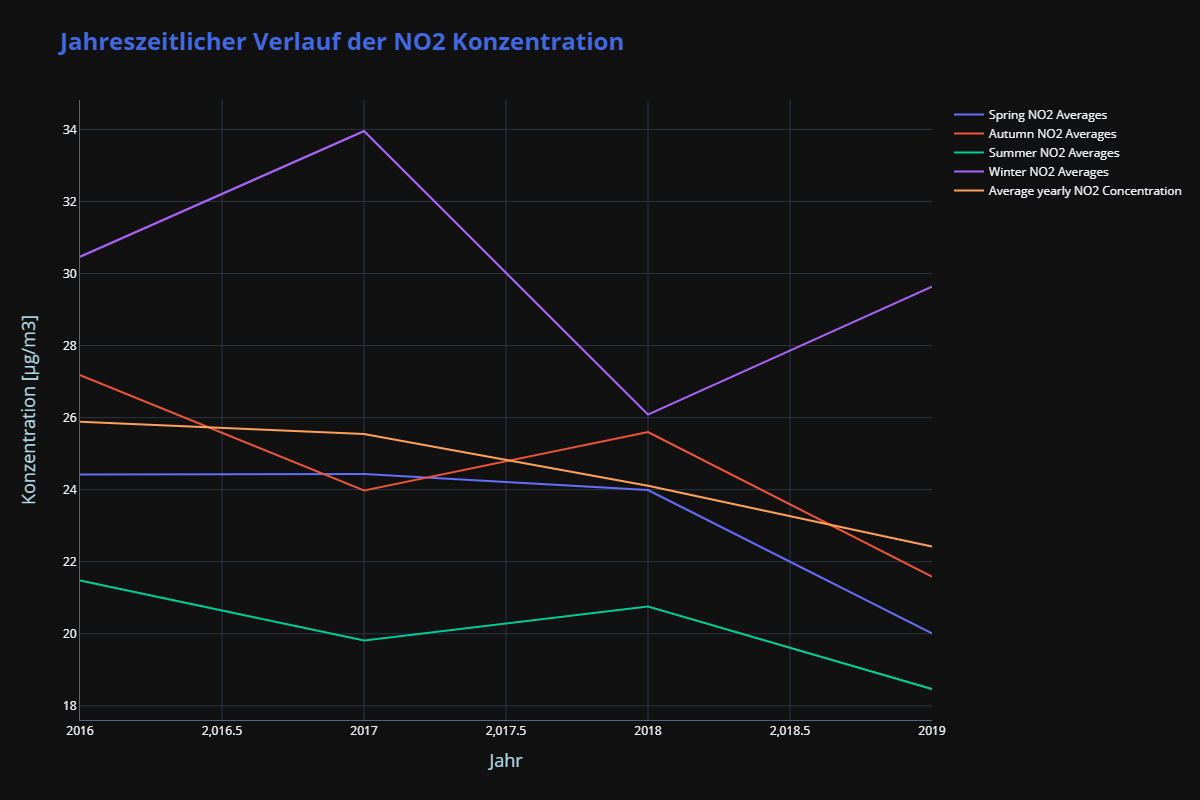 Jahreszeitlicher Verlauf der NO2 Konzentration
Spring NO2 Averages
Autumn NO2 Averages
Summer NO2 Averages
Winter NO2 Averages
Average yearly NO2 Concentration
Konzentration [µg/m3]
34
32
30
28
26
24
22
20
18
2016 2,016.5 2017 2,017.5 2018 2,018.5 2019
Jahr